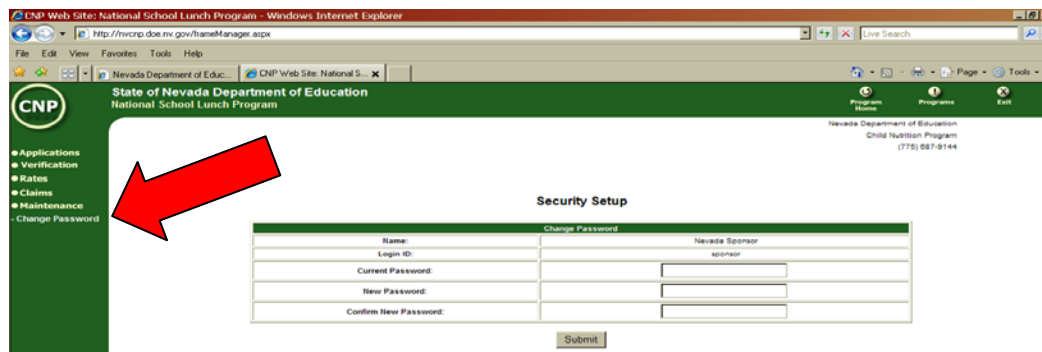 CNP Web Site: National School Lunch Program - Windows Internet Explorer
http://nvcnp.doe.nv.gov/frameManager.aspx
Live Search
File Edit View Favorites Tools Help
Nevada Department of Educ...
CNP Web Site: National S...
Page
Tools
CNP
State of Nevada Department of Education
National School Lunch Program
Program Home
Programs
Exit
Nevada Department of Education
Child Nutrition Program
(775) 687-9144
Applications
Verification
Rates
Claims
Maintenance
- Change Password
Security Setup
Change Password
Name: Nevada Sponsor
Login ID: sponsor
Current Password:
New Password:
Confirm New Password:
Submit